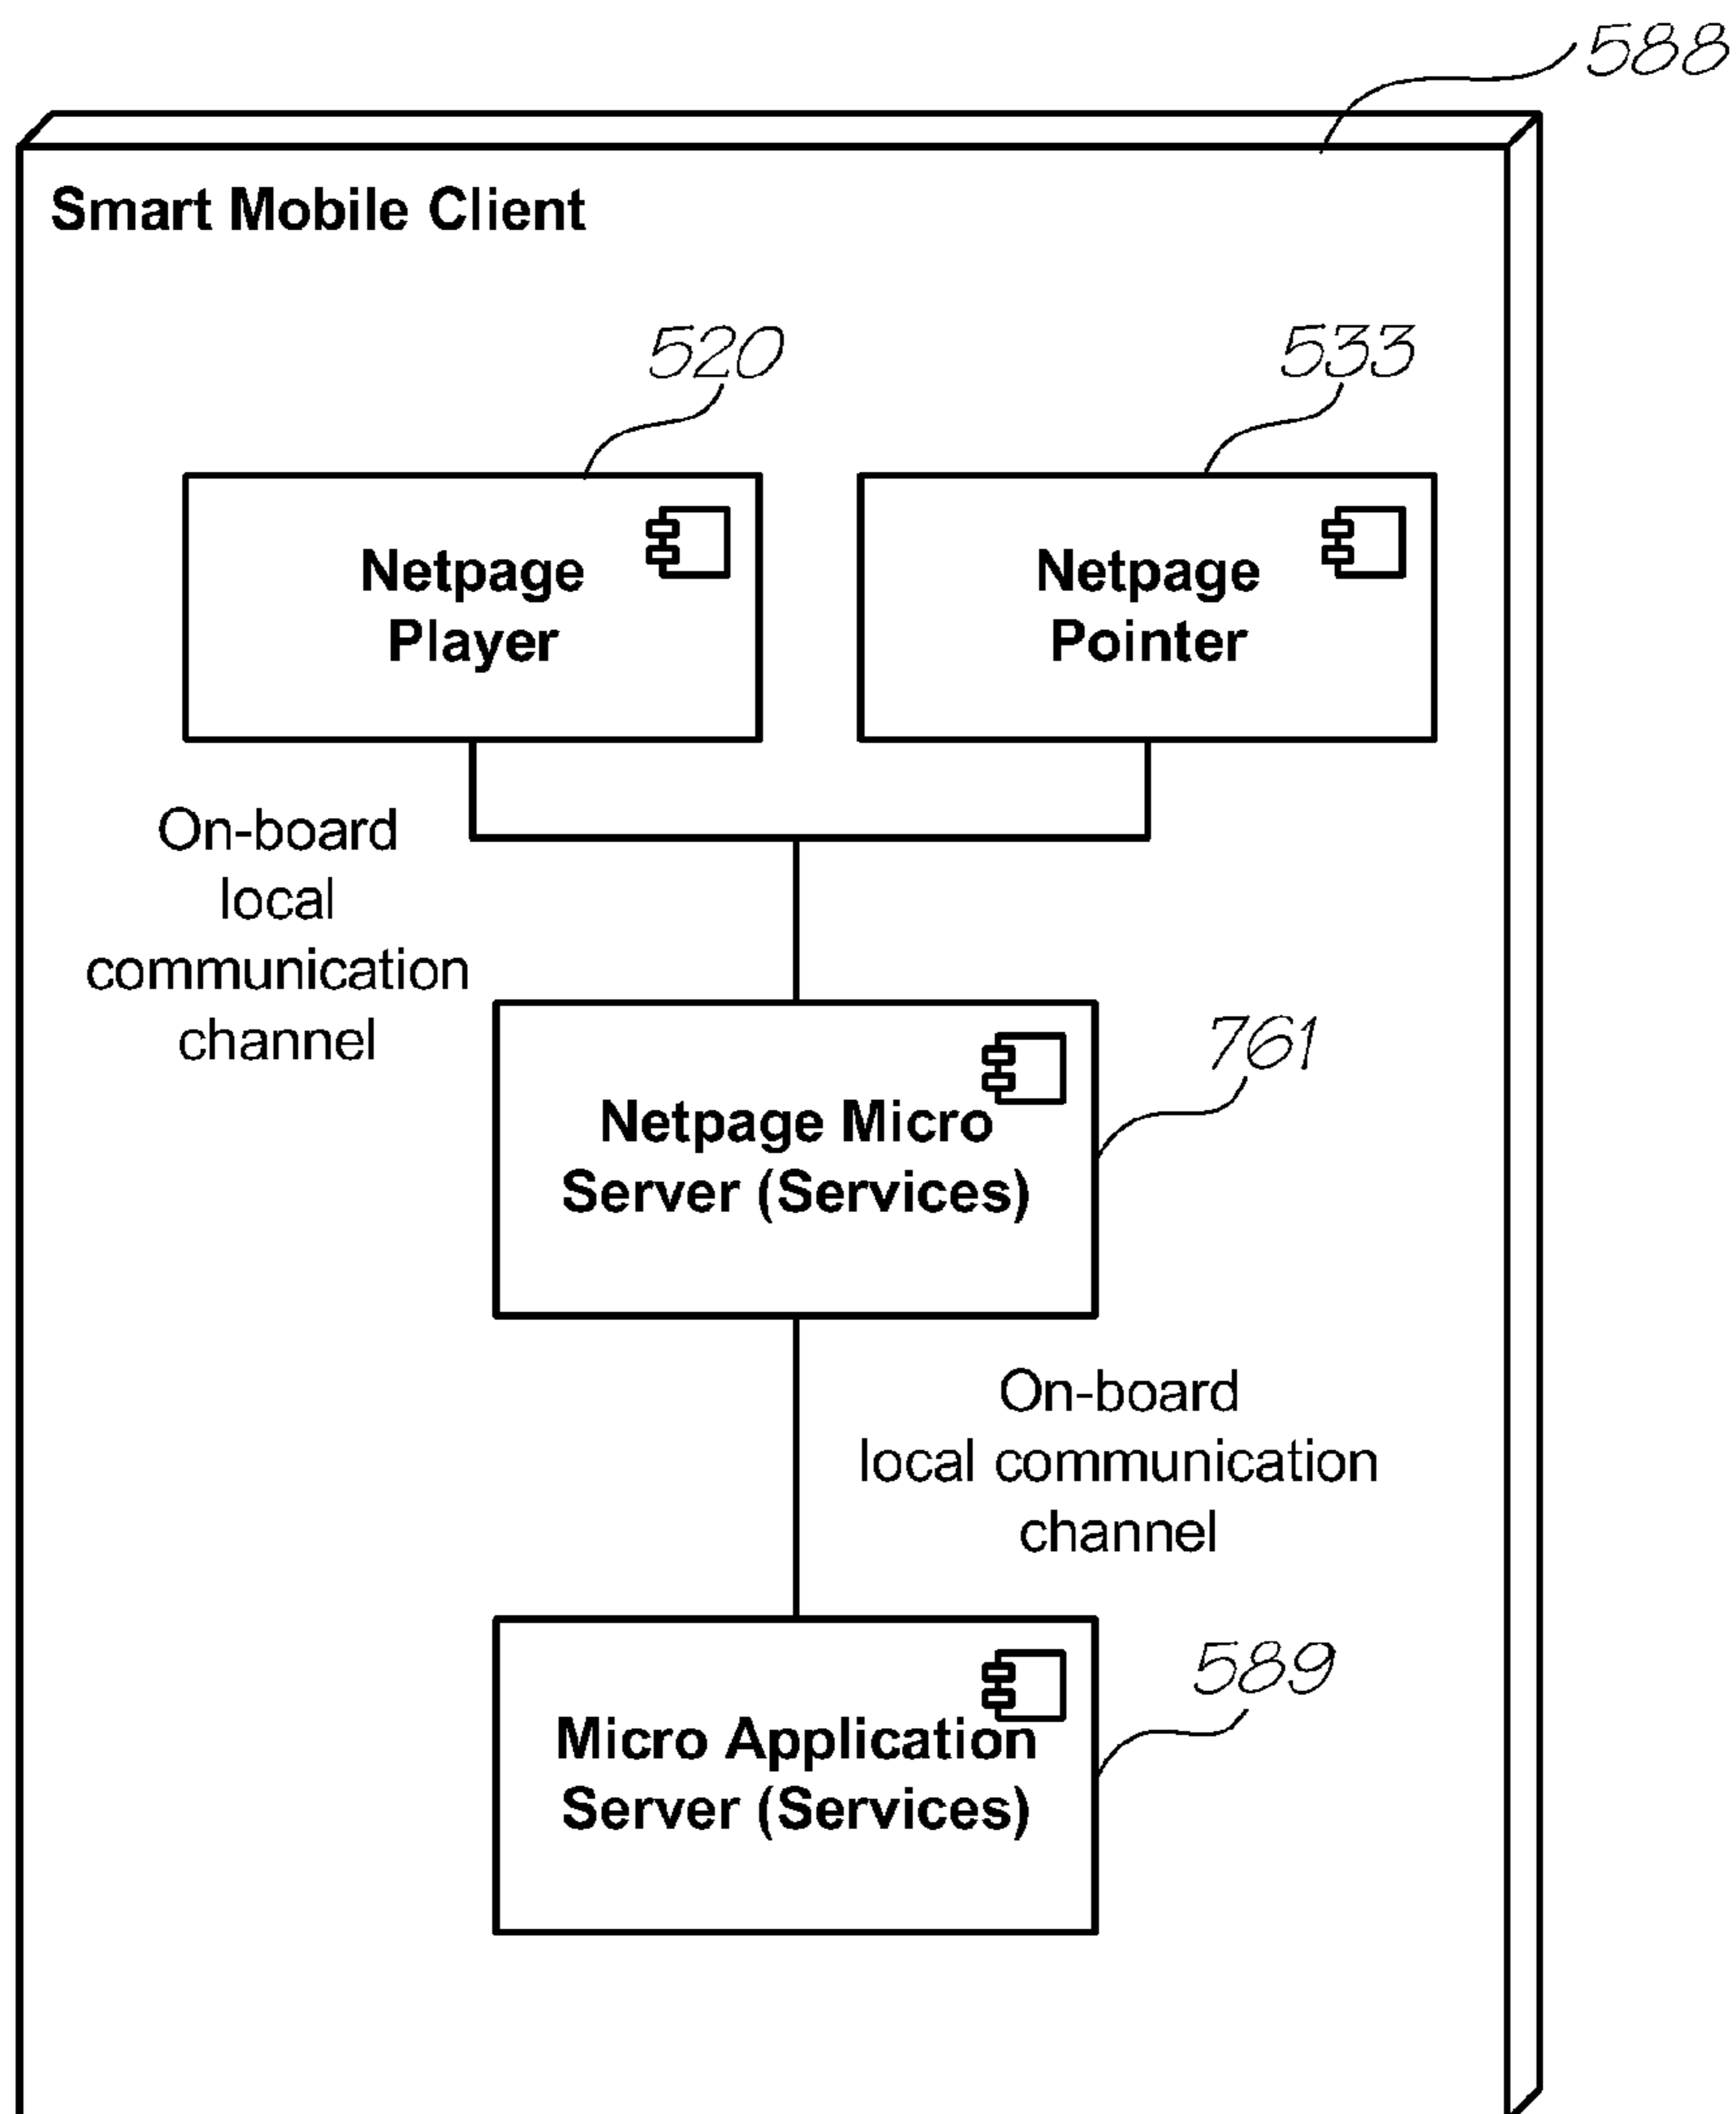 588
Smart Mobile Client
520
533
Netpage
Player
Netpage
Pointer
On-board
local
communication
channel
761
Netpage Micro
Server (Services)
On-board
local communication
channel
589
Micro Application
Server (Services)